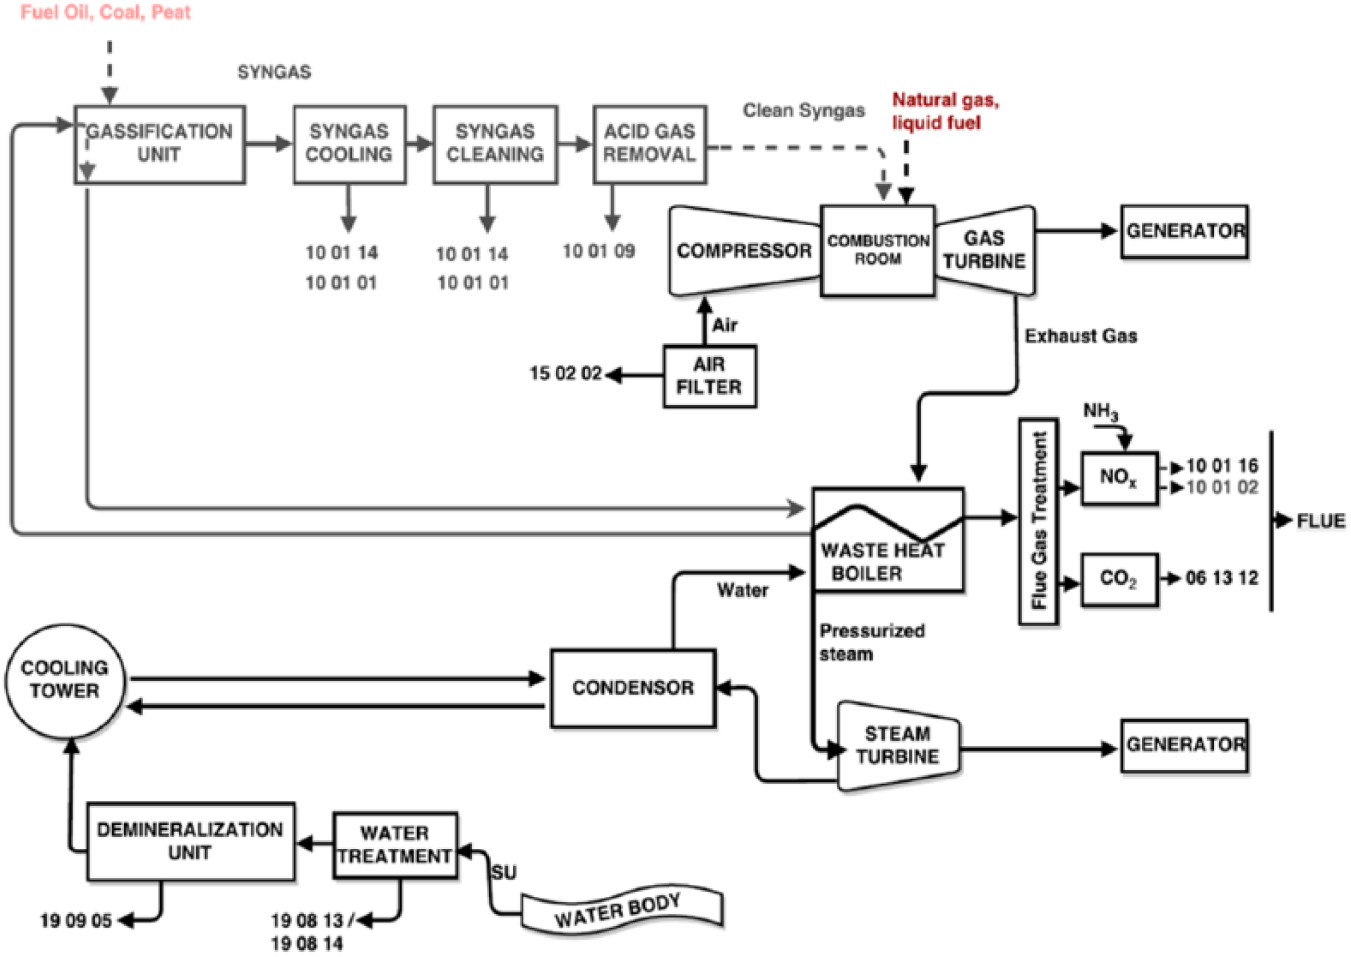 Fuel Oil, Coal, Peat
SYNGAS
GASSIFICATION
UNIT
SYNGAS
COOLING
SYNGAS
CLEANING
ACID GAS
REMOVAL
Clean Syngas
Natural gas,
liquid fuel
10 01 14
10 01 01
10 01 14
10 01 01
10 01 09
COMPRESSOR
COMBUSTION
ROOM
GAS
TURBINE
GENERATOR
Air
Exhaust Gas
15 02 02
AIR
FILTER
NH3
Flue Gas Treatment
NOx
10 01 16
10 01 02
FLUE
WASTE HEAT
BOILER
CO2
06 13 12
Water
Pressurized
steam
COOLING
TOWER
CONDENSOR
STEAM
TURBINE
GENERATOR
DEMINERALIZATION
UNIT
WATER
TREATMENT
SU
WATER BODY
19 09 05
19 08 13 /
19 08 14